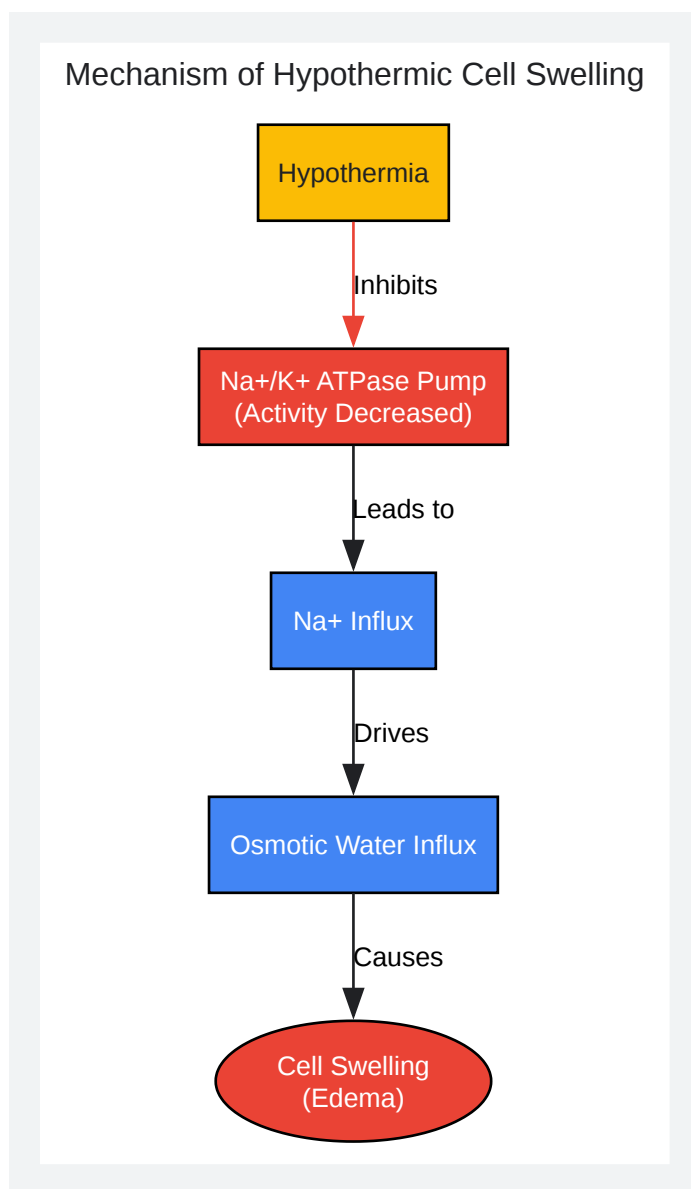 Mechanism of Hypothermic Cell Swelling
Hypothermia
Inhibits
Na+/K+ ATPase Pump
(Activity Decreased)
Leads to
Na+ Influx
Drives
Osmotic Water Influx
Causes
Cell Swelling
(Edema)